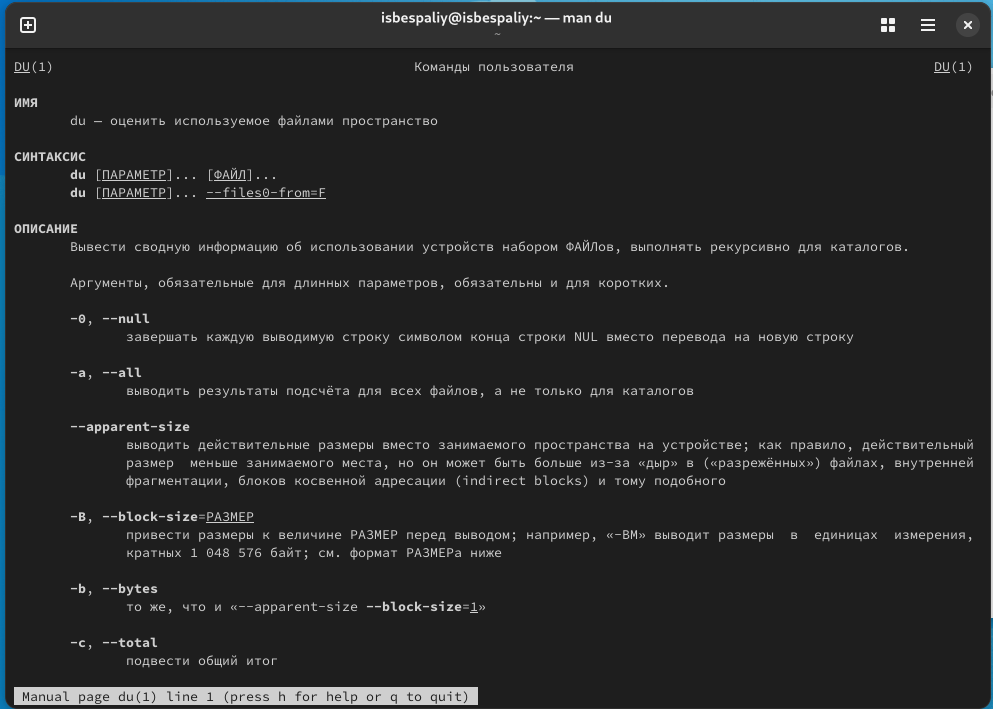 isbespaliy@isbespaliy:~ — man du
~
DU(1) Команды пользователя DU(1)
ИМЯ
du — оценить используемое файлами пространство
СИНТАКСИС
du [ПАРАМЕТР]... [ФАЙЛ]...
du [ПАРАМЕТР]... --files0-from=F
ОПИСАНИЕ
Вывести сводную информацию об использовании устройств набором ФАЙЛов, выполнять рекурсивно для каталогов.
Аргументы, обязательные для длинных параметров, обязательны и для коротких.
-0, --null
завершать каждую выводимую строку символом конца строки NUL вместо перевода на новую строку
-a, --all
выводить результаты подсчёта для всех файлов, а не только для каталогов
--apparent-size
выводить действительные размеры вместо занимаемого пространства на устройстве; как правило, действительный
размер меньше занимаемого места, но он может быть больше из-за «дыр» в («разрежённых») файлах, внутренней
фрагментации, блоков косвенной адресации (indirect blocks) и тому подобного
-B, --block-size=РАЗМЕР
привести размеры к величине РАЗМЕР перед выводом; например, «-BM» выводит размеры в единицах измерения,
кратных 1 048 576 байт; см. формат РАЗМЕРа ниже
-b, --bytes
то же, что и «--apparent-size --block-size=1»
-c, --total
подвести общий итог
Manual page du(1) line 1 (press h for help or q to quit)